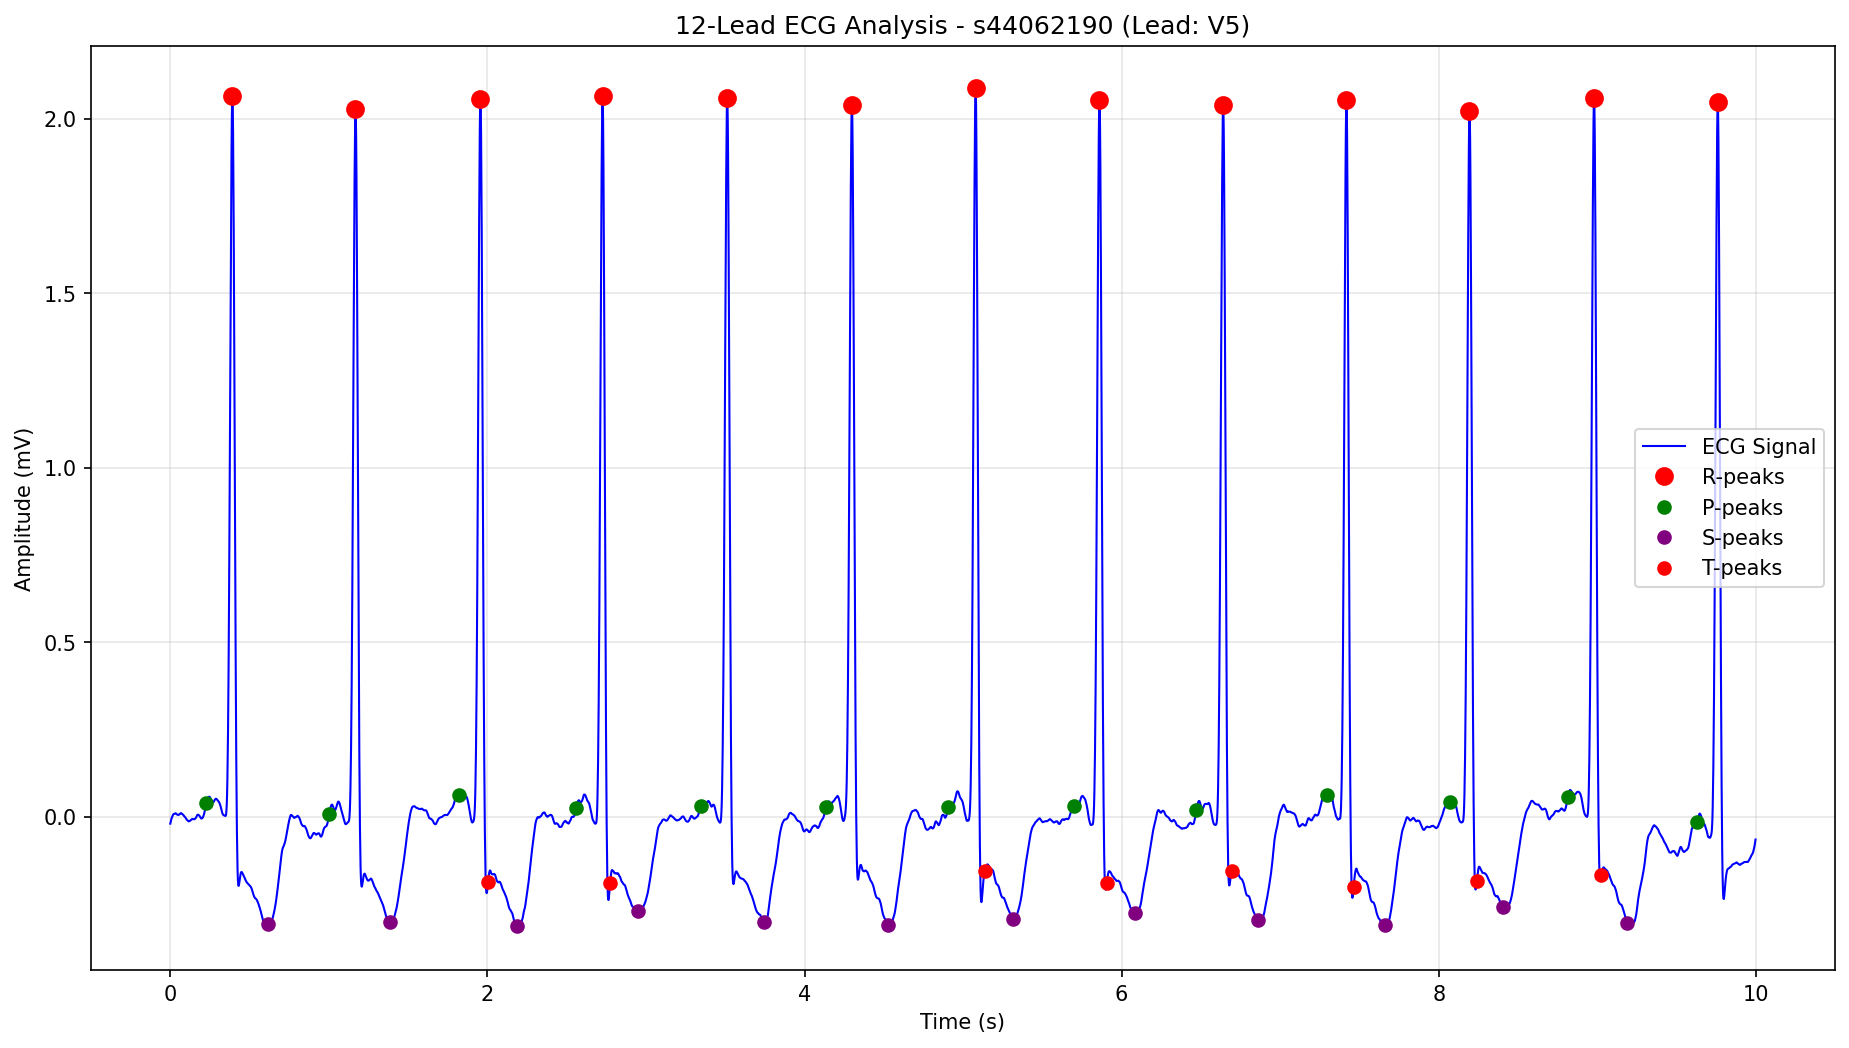 12-Lead ECG Analysis - s44062190 (Lead: V5)
Amplitude (mV)
2.0
1.5
1.0
0.5
0.0
ECG Signal
R-peaks
P-peaks
S-peaks
T-peaks
0 2 4 6 8 10
Time (s)